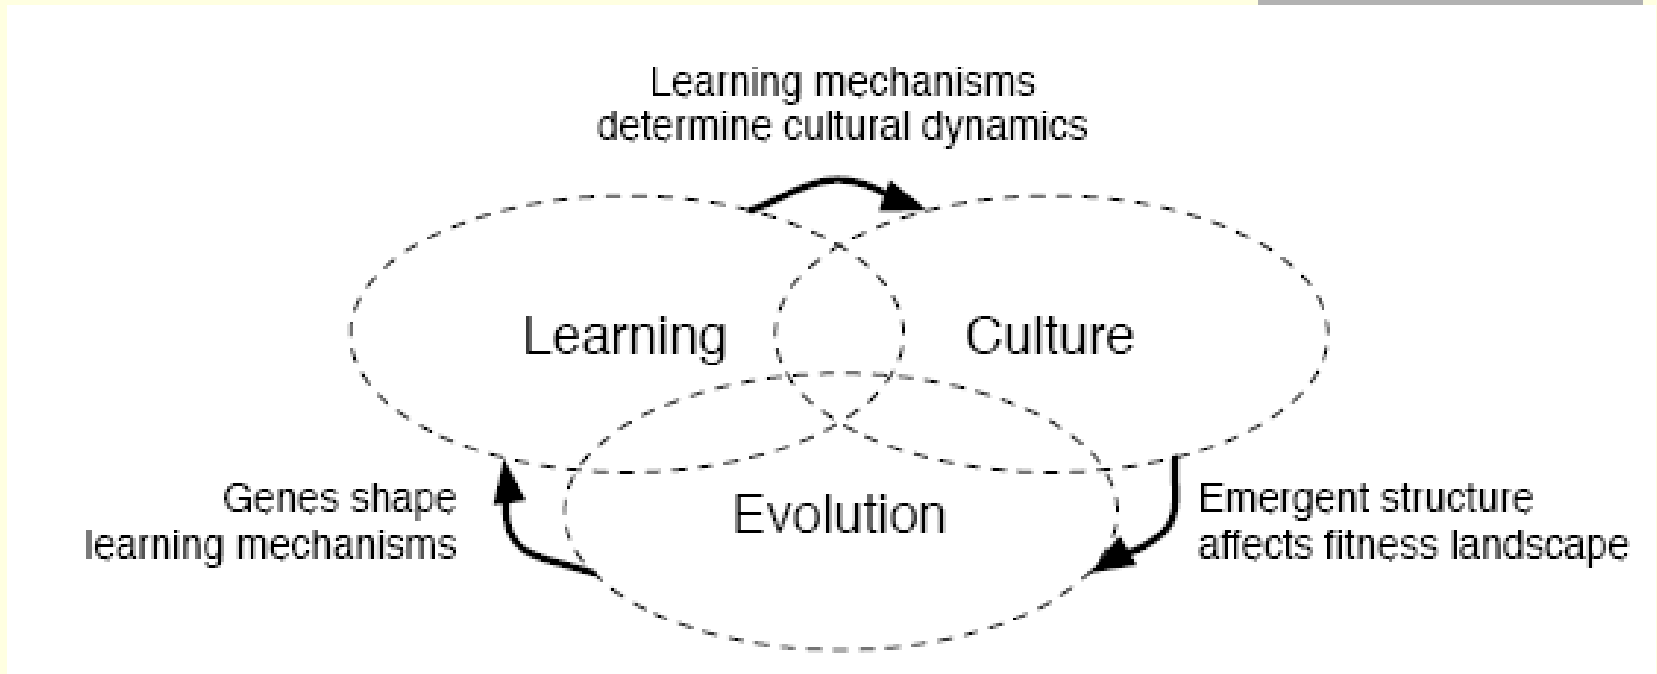 Learning mechanisms
determine cultural dynamics
Learning
Culture
Genes shape
learning mechanisms
Evolution
Emergent structure
affects fitness landscape